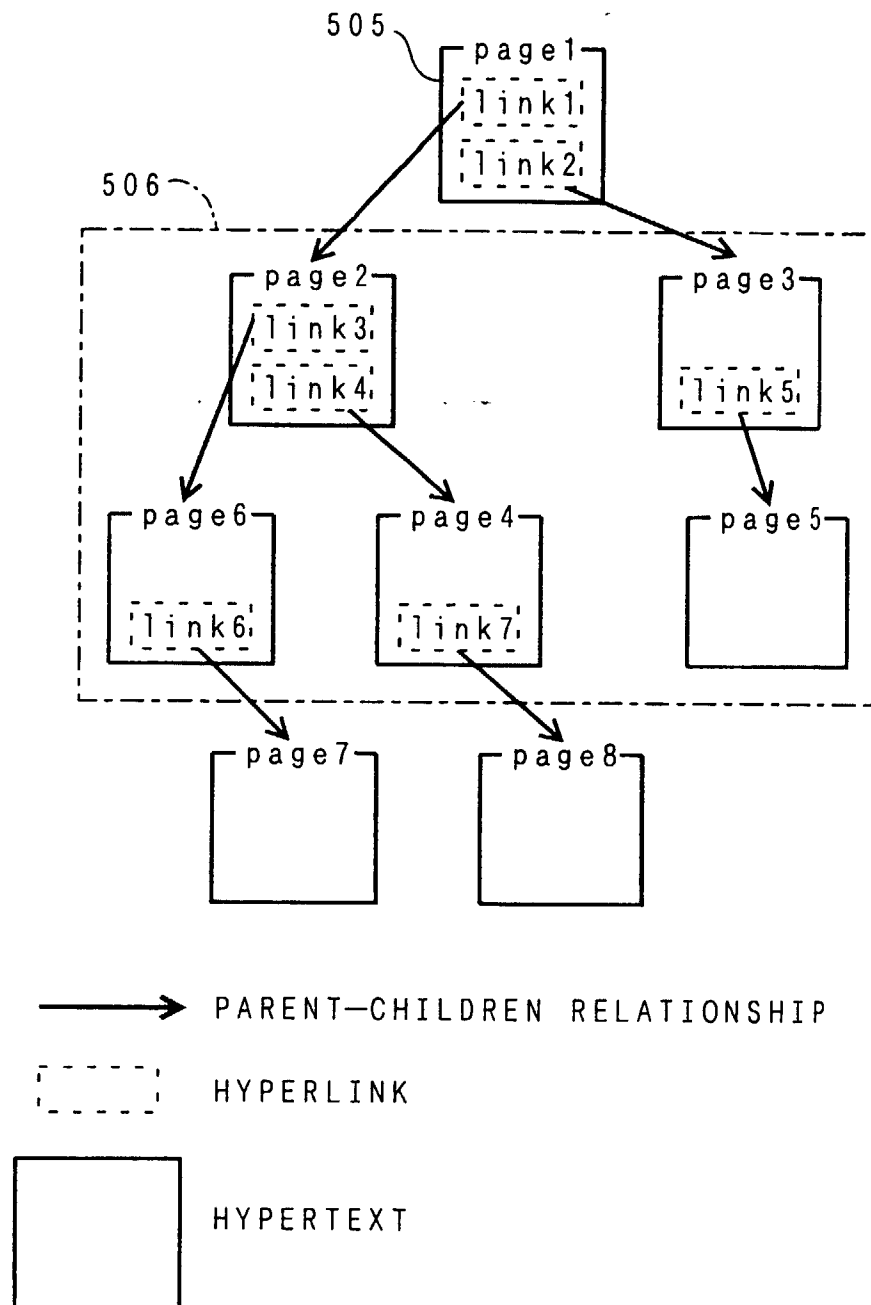 505
page1
link1
link2
506
page2
page3
link3
link4
link5
page6
page4
page5
link6
link7
page7
page8
PARENT—CHILDREN RELATIONSHIP
HYPERLINK
HYPERTEXT